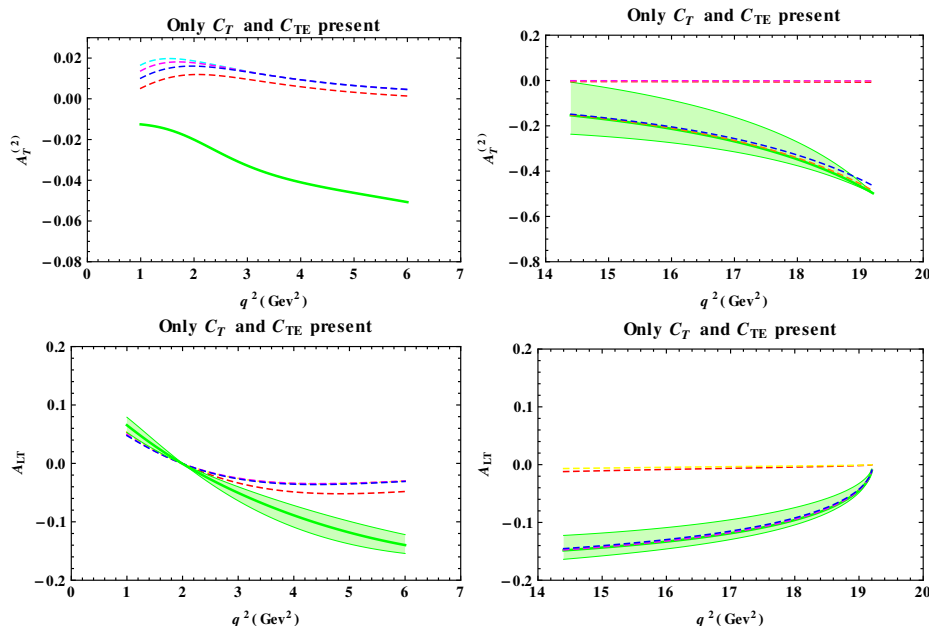 Only C_T and C_TE present
0.02
0.00
−0.02
−0.04
−0.06
−0.08
A_T^(2)
0 1 2 3 4 5 6 7
q^2 (Gev^2)
Only C_T and C_TE present
0.2
0.0
−0.2
−0.4
−0.6
−0.8
A_T^(2)
14 15 16 17 18 19 20
q^2 (Gev^2)
Only C_T and C_TE present
0.2
0.1
0.0
−0.1
−0.2
A_LT
0 1 2 3 4 5 6 7
q^2 (Gev^2)
Only C_T and C_TE present
0.2
0.1
0.0
−0.1
−0.2
A_LT
14 15 16 17 18 19 20
q^2 (Gev^2)